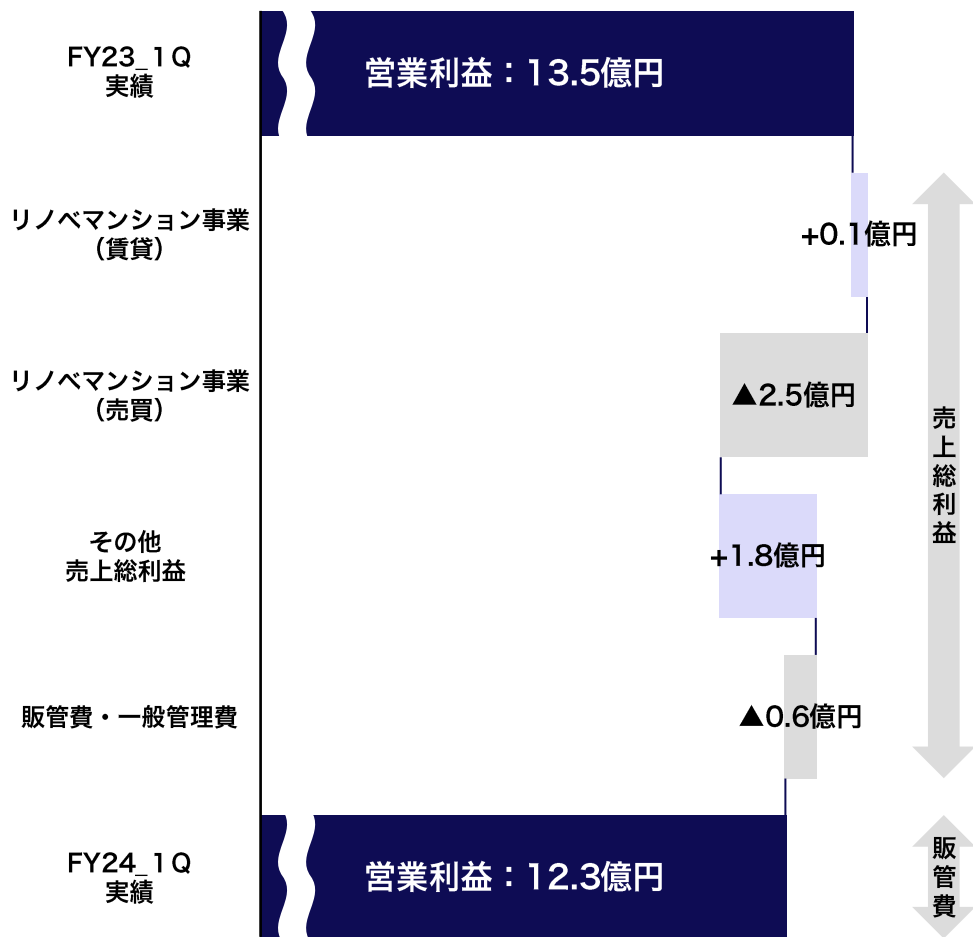 FY23_１Q
実績
営業利益：13.5億円
リノベマンション事業
（賃貸）
+0.1億円
リノベマンション事業
（売買）
▲2.5億円
その他
売上総利益
+1.8億円
販管費・一般管理費
▲0.6億円
FY24_１Q
実績
営業利益：12.3億円
売上総利益
販管費